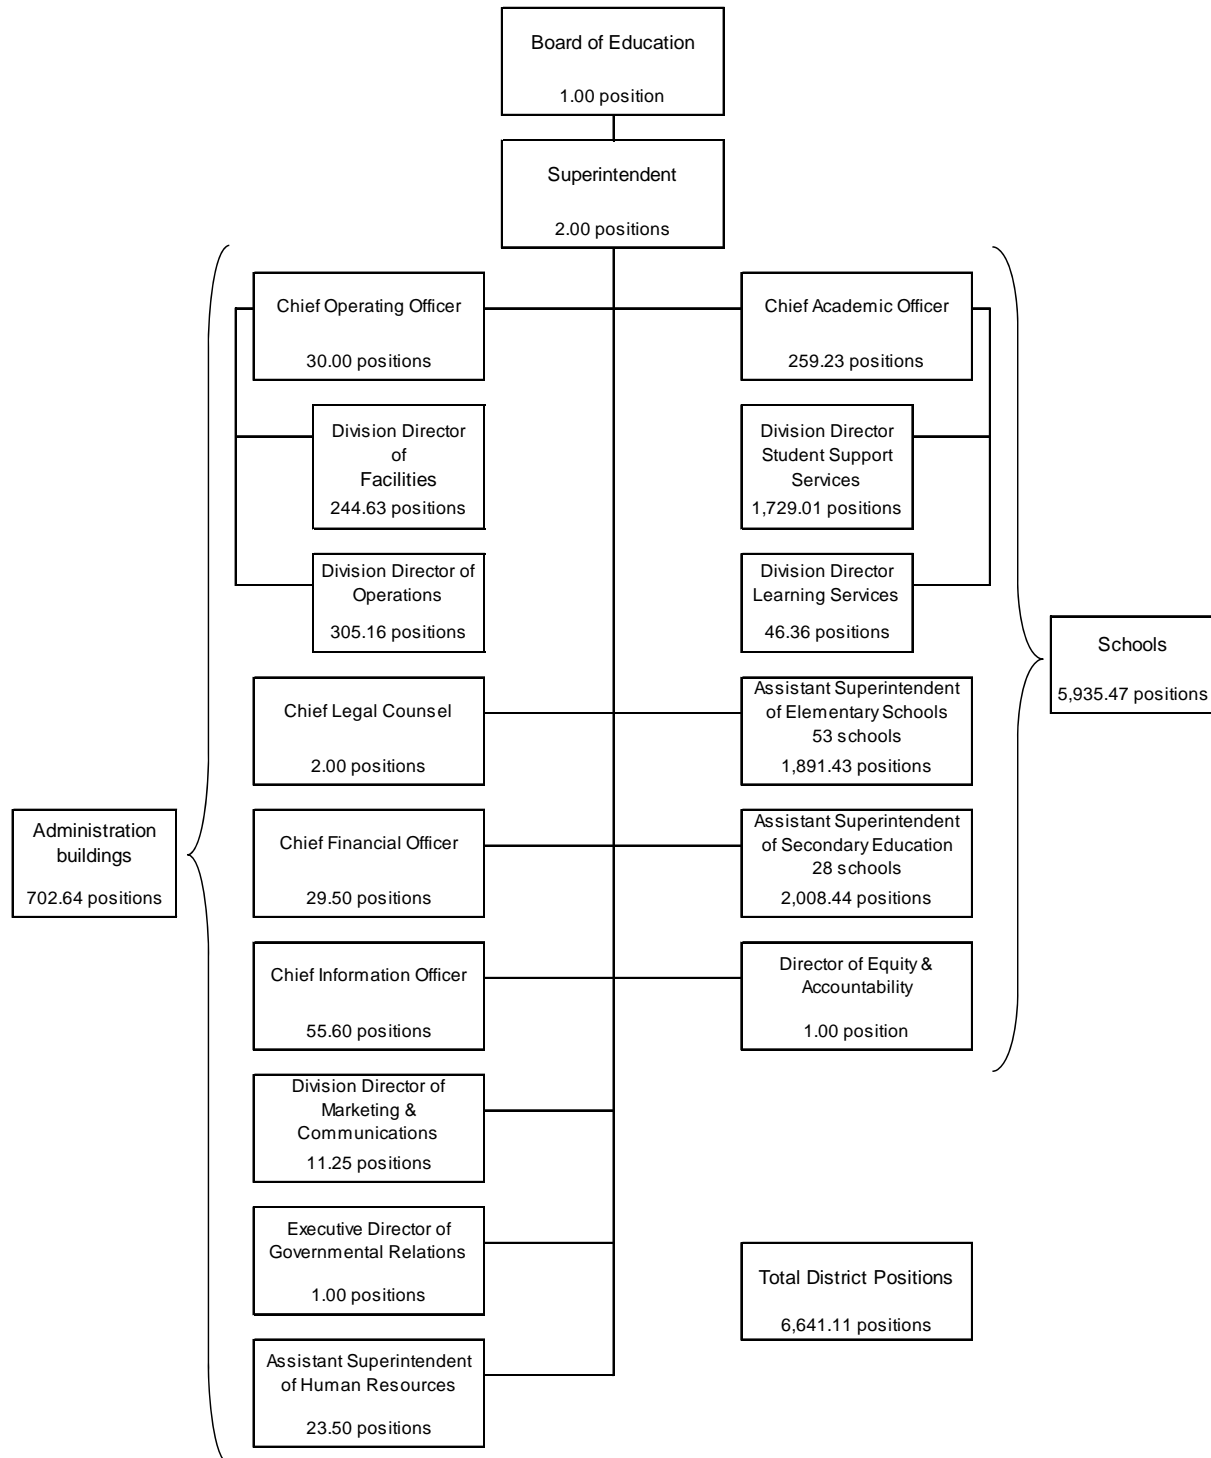 Board of Education
1.00 position
Superintendent
2.00 positions
Chief Operating Officer
30.00 positions
Division Director
of
Facilities
244.63 positions
Division Director of
Operations
305.16 positions
Chief Legal Counsel
2.00 positions
Chief Financial Officer
29.50 positions
Chief Information Officer
55.60 positions
Division Director of
Marketing &
Communications
11.25 positions
Executive Director of
Governmental Relations
1.00 positions
Assistant Superintendent
of Human Resources
23.50 positions
Administration
buildings
702.64 positions
Chief Academic Officer
259.23 positions
Division Director
Student Support
Services
1,729.01 positions
Division Director
Learning Services
46.36 positions
Assistant Superintendent
of Elementary Schools
53 schools
1,891.43 positions
Assistant Superintendent
of Secondary Education
28 schools
2,008.44 positions
Director of Equity &
Accountability
1.00 position
Schools
5,935.47 positions
Total District Positions
6,641.11 positions